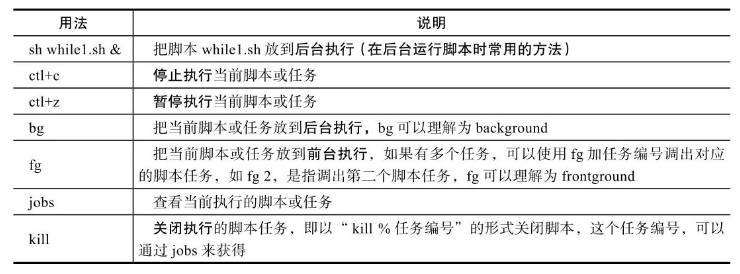 用法 说明
sh while1.sh & 把脚本 while1.sh 放到后台执行（在后台运行脚本时常用的方法）
ctl+c 停止执行当前脚本或任务
ctl+z 暂停执行当前脚本或任务
bg 把当前脚本或任务放到后台执行，bg 可以理解为 background
fg 把当前脚本或任务放到前台执行，如果有多个任务，可以使用 fg 加任务编号调出对应
的脚本任务，如 fg 2，是指调出第二个脚本任务，fg 可以理解为 frontground
jobs 查看当前执行的脚本或任务
kill 关闭执行的脚本任务，即以“ kill % 任务编号”的形式关闭脚本，这个任务编号，可以
通过 jobs 来获得